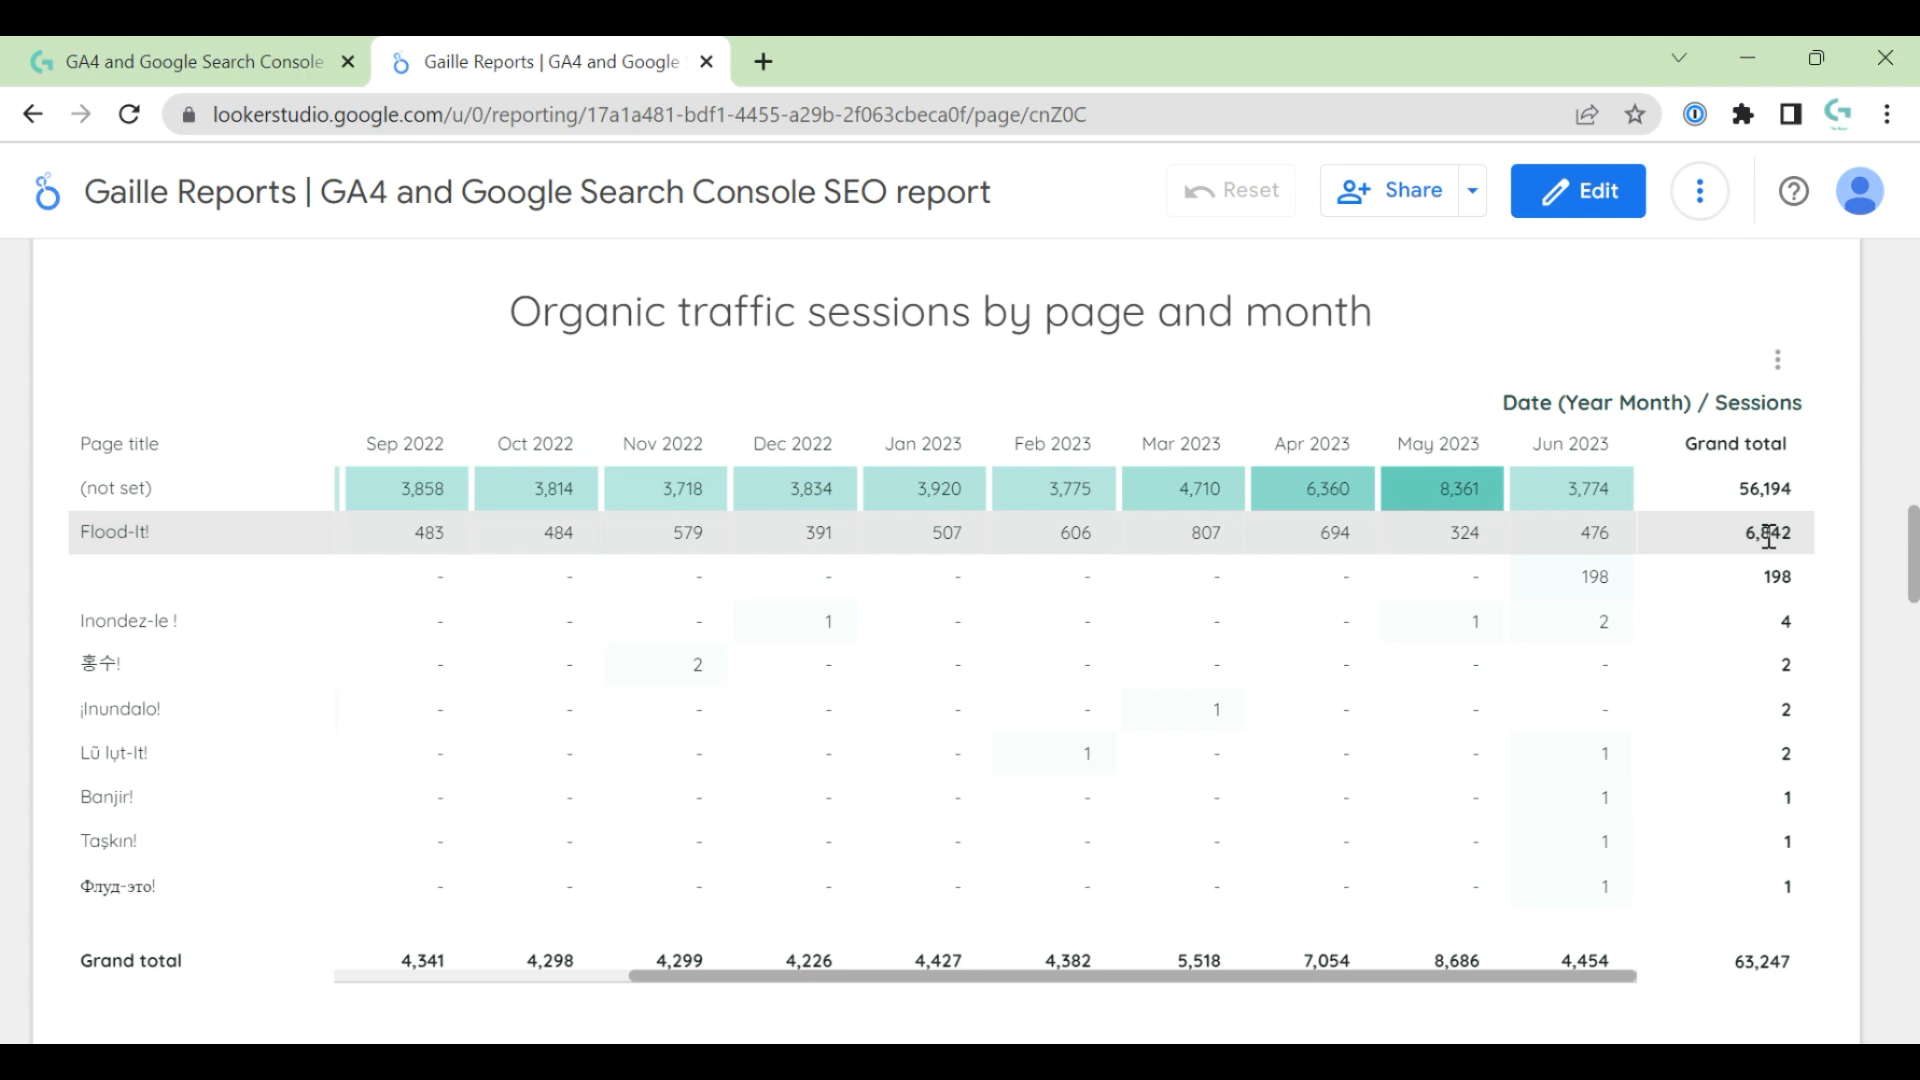 GA4 and Google Search Console
Gaille Reports | GA4 and Google
lookerstudio.google.com/u/0/reporting/17a1a481-bdf1-4455-a29b-2f063cbeca0f/page/cnZ0C
Gaille Reports | GA4 and Google Search Console SEO report
Reset
Share
Edit
Organic traffic sessions by page and month
Date (Year Month) / Sessions
Page title Sep 2022 Oct 2022 Nov 2022 Dec 2022 Jan 2023 Feb 2023 Mar 2023 Apr 2023 May 2023 Jun 2023 Grand total
(not set) 3,858 3,814 3,718 3,834 3,920 3,775 4,710 6,360 8,361 3,774 56,194
Flood-It! 483 484 579 391 507 606 807 694 324 476 6,842
- - - - - - - - - 198 198
Inondez-le ! - - - 1 - - - - 1 2 4
홍수! - - 2 - - - - - - - 2
¡Inundalo! - - - - - - 1 - - - 2
Lũ lụt-It! - - - - - 1 - - - 1 2
Banjir! - - - - - - - - - 1 1
Taşkın! - - - - - - - - - 1 1
Флуд-это! - - - - - - - - - 1 1
Grand total 4,341 4,298 4,299 4,226 4,427 4,382 5,518 7,054 8,686 4,454 63,247